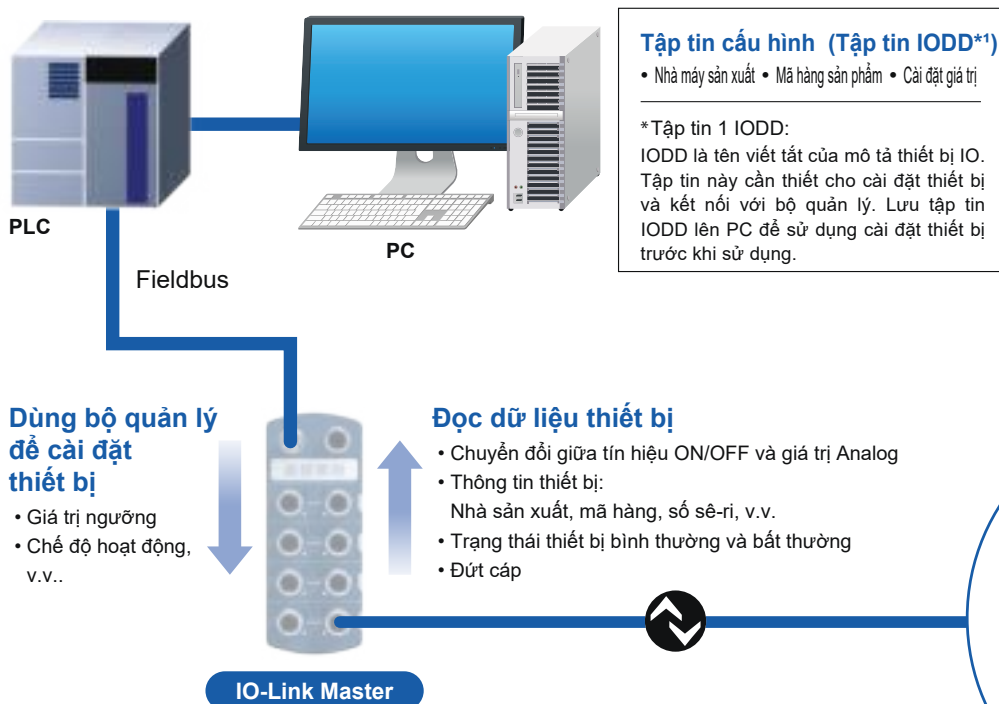 Tập tin cấu hình (Tập tin IODD*1)
• Nhà máy sản xuất • Mã hàng sản phẩm • Cài đặt giá trị
*Tập tin 1 IODD:
IODD là tên viết tắt của mô tả thiết bị IO.
Tập tin này cần thiết cho cài đặt thiết bị
và kết nối với bộ quản lý. Lưu tập tin
IODD lên PC để sử dụng cài đặt thiết bị
trước khi sử dụng.
PLC
PC
Fieldbus
Dùng bộ quản lý
để cài đặt
thiết bị
• Giá trị ngưỡng
• Chế độ hoạt động,
v.v..
Đọc dữ liệu thiết bị
• Chuyển đổi giữa tín hiệu ON/OFF và giá trị Analog
• Thông tin thiết bị:
Nhà sản xuất, mã hàng, số sê-ri, v.v.
• Trạng thái thiết bị bình thường và bất thường
• Đứt cáp
IO-Link Master